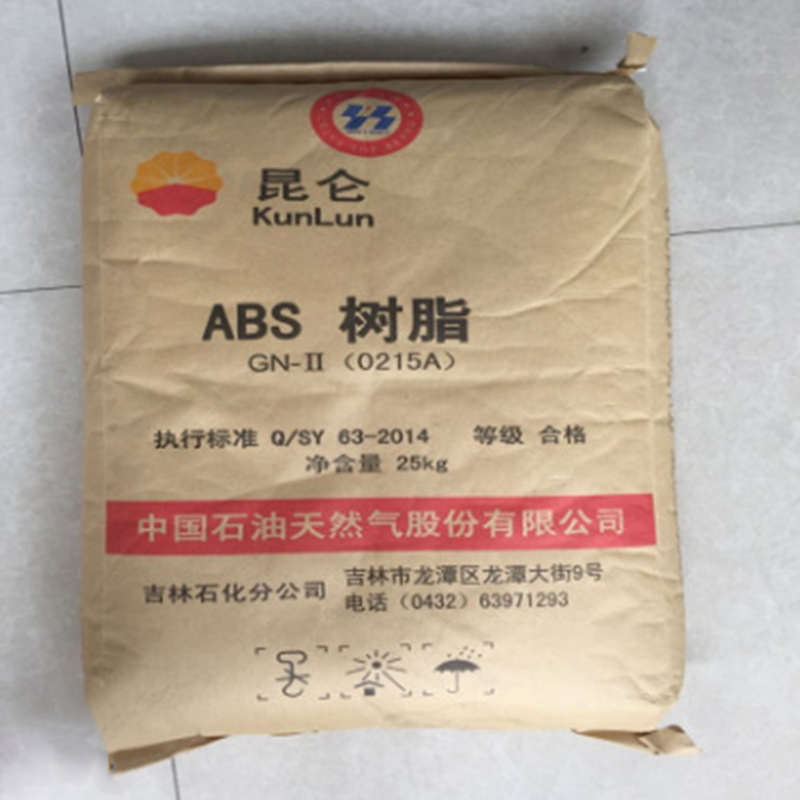 昆仑
KunLun
ABS 树脂
GN-Ⅱ（0215A）
执行标准 Q/SY 63-2014 等级 合格
净含量 25kg
中国石油天然气股份有限公司
吉林石化分公司
吉林市龙潭区龙潭大街9号
电话（0432）63971293